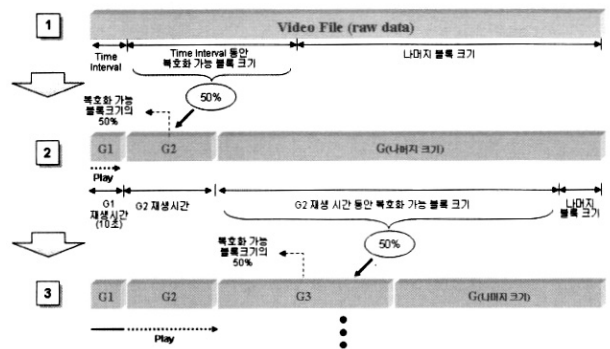 1
Video File (raw data)
Time Interval
Time Interval 동안 복호화 가능 블록 크기
나머지 블록 크기
50%
복호화 가능 블록크기의 50%
2
G1
G2
G(나머지 크기)
Play
G1 재생시간 (10초)
G2 재생시간
G2 재생 시간 동안 복호화 가능 블록 크기
나머지 블록 크기
50%
복호화 가능 블록크기의 50%
3
G1
G2
G3
G(나머지 크기)
Play